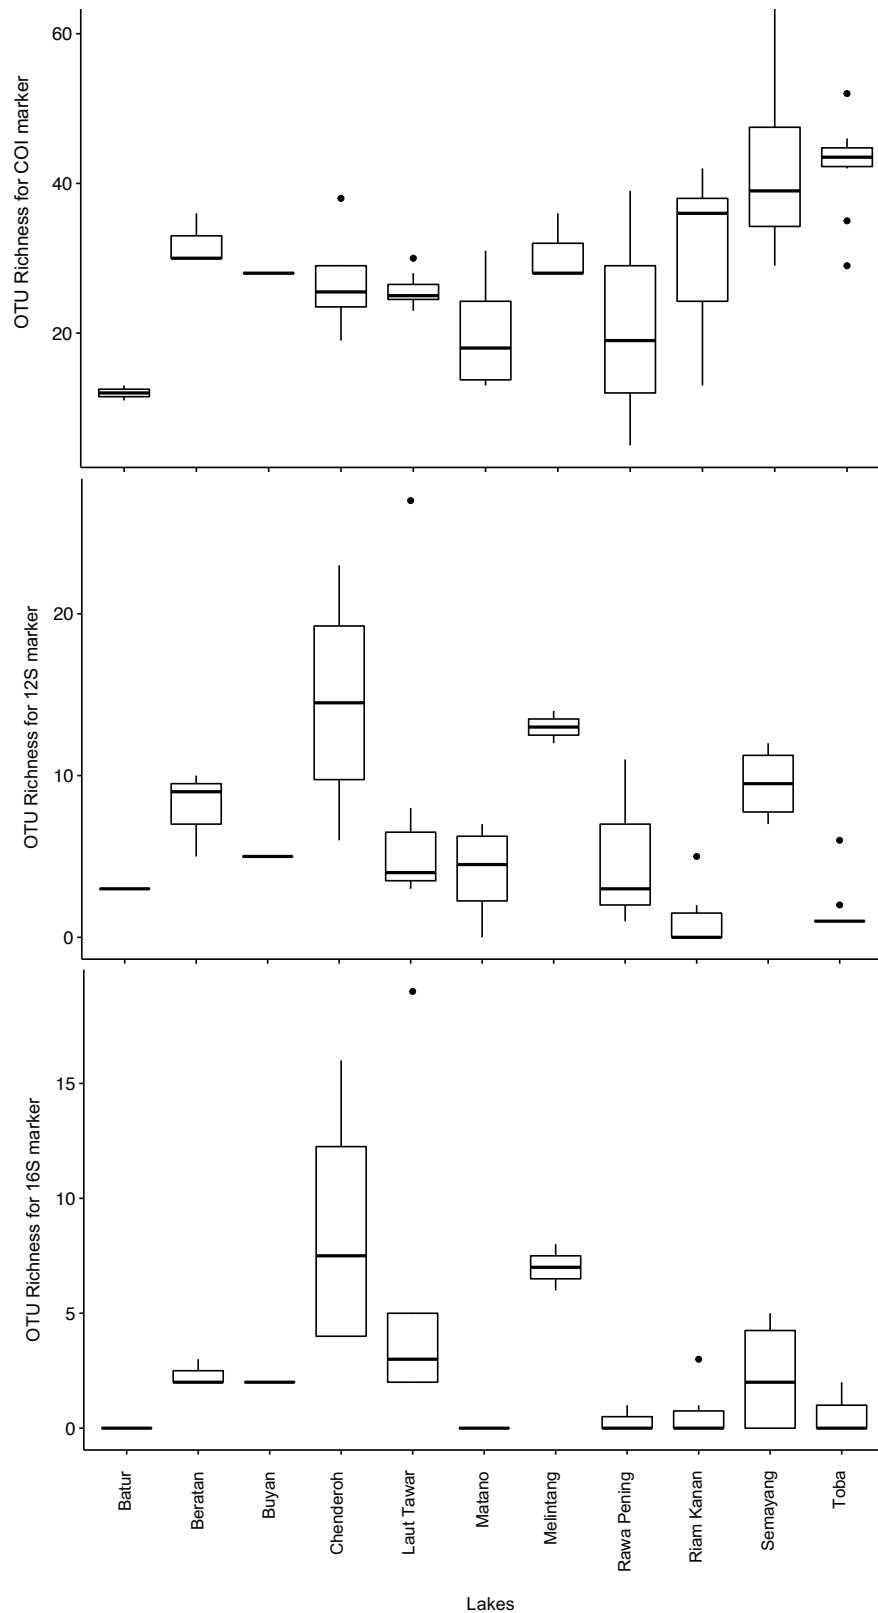 OTU Richness for COI marker
60
40
20
OTU Richness for 12S marker
20
10
0
OTU Richness for 16S marker
15
10
5
0
Batur
Beratan
Buyan
Chenderoh
Laut Tawar
Matano
Melintang
Rawa Pening
Riam Kanan
Semayang
Toba
Lakes